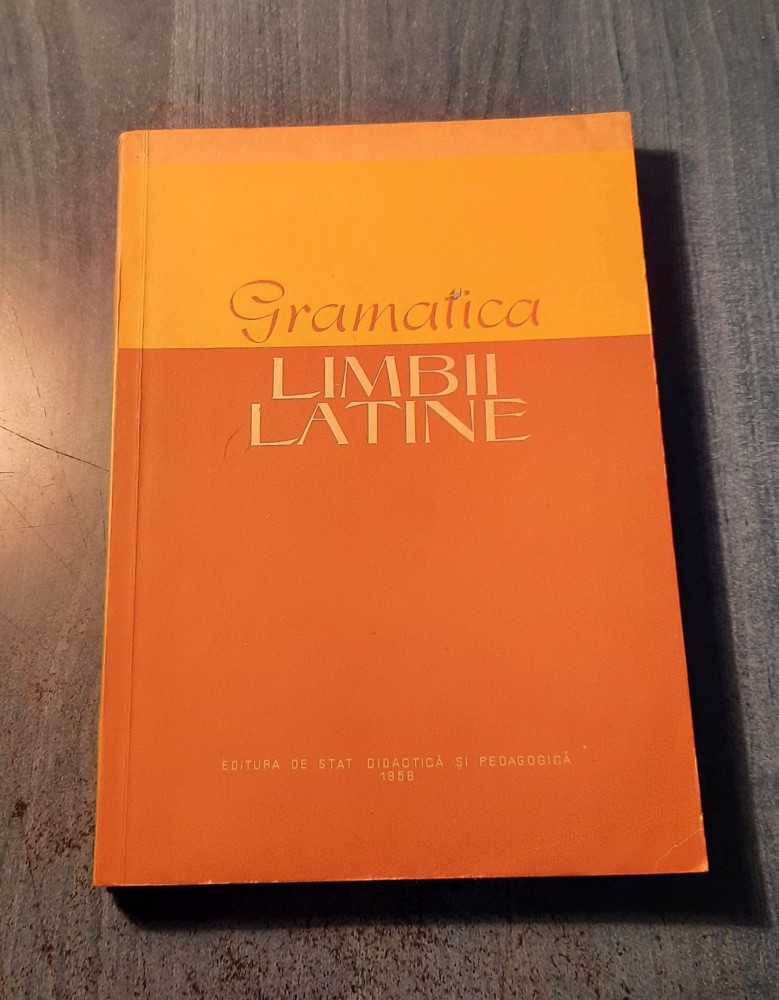 Gramatica
LIMBII
LATINE
EDITURA DE STAT DIDACTICĂ ȘI PEDAGOGICĂ
1958